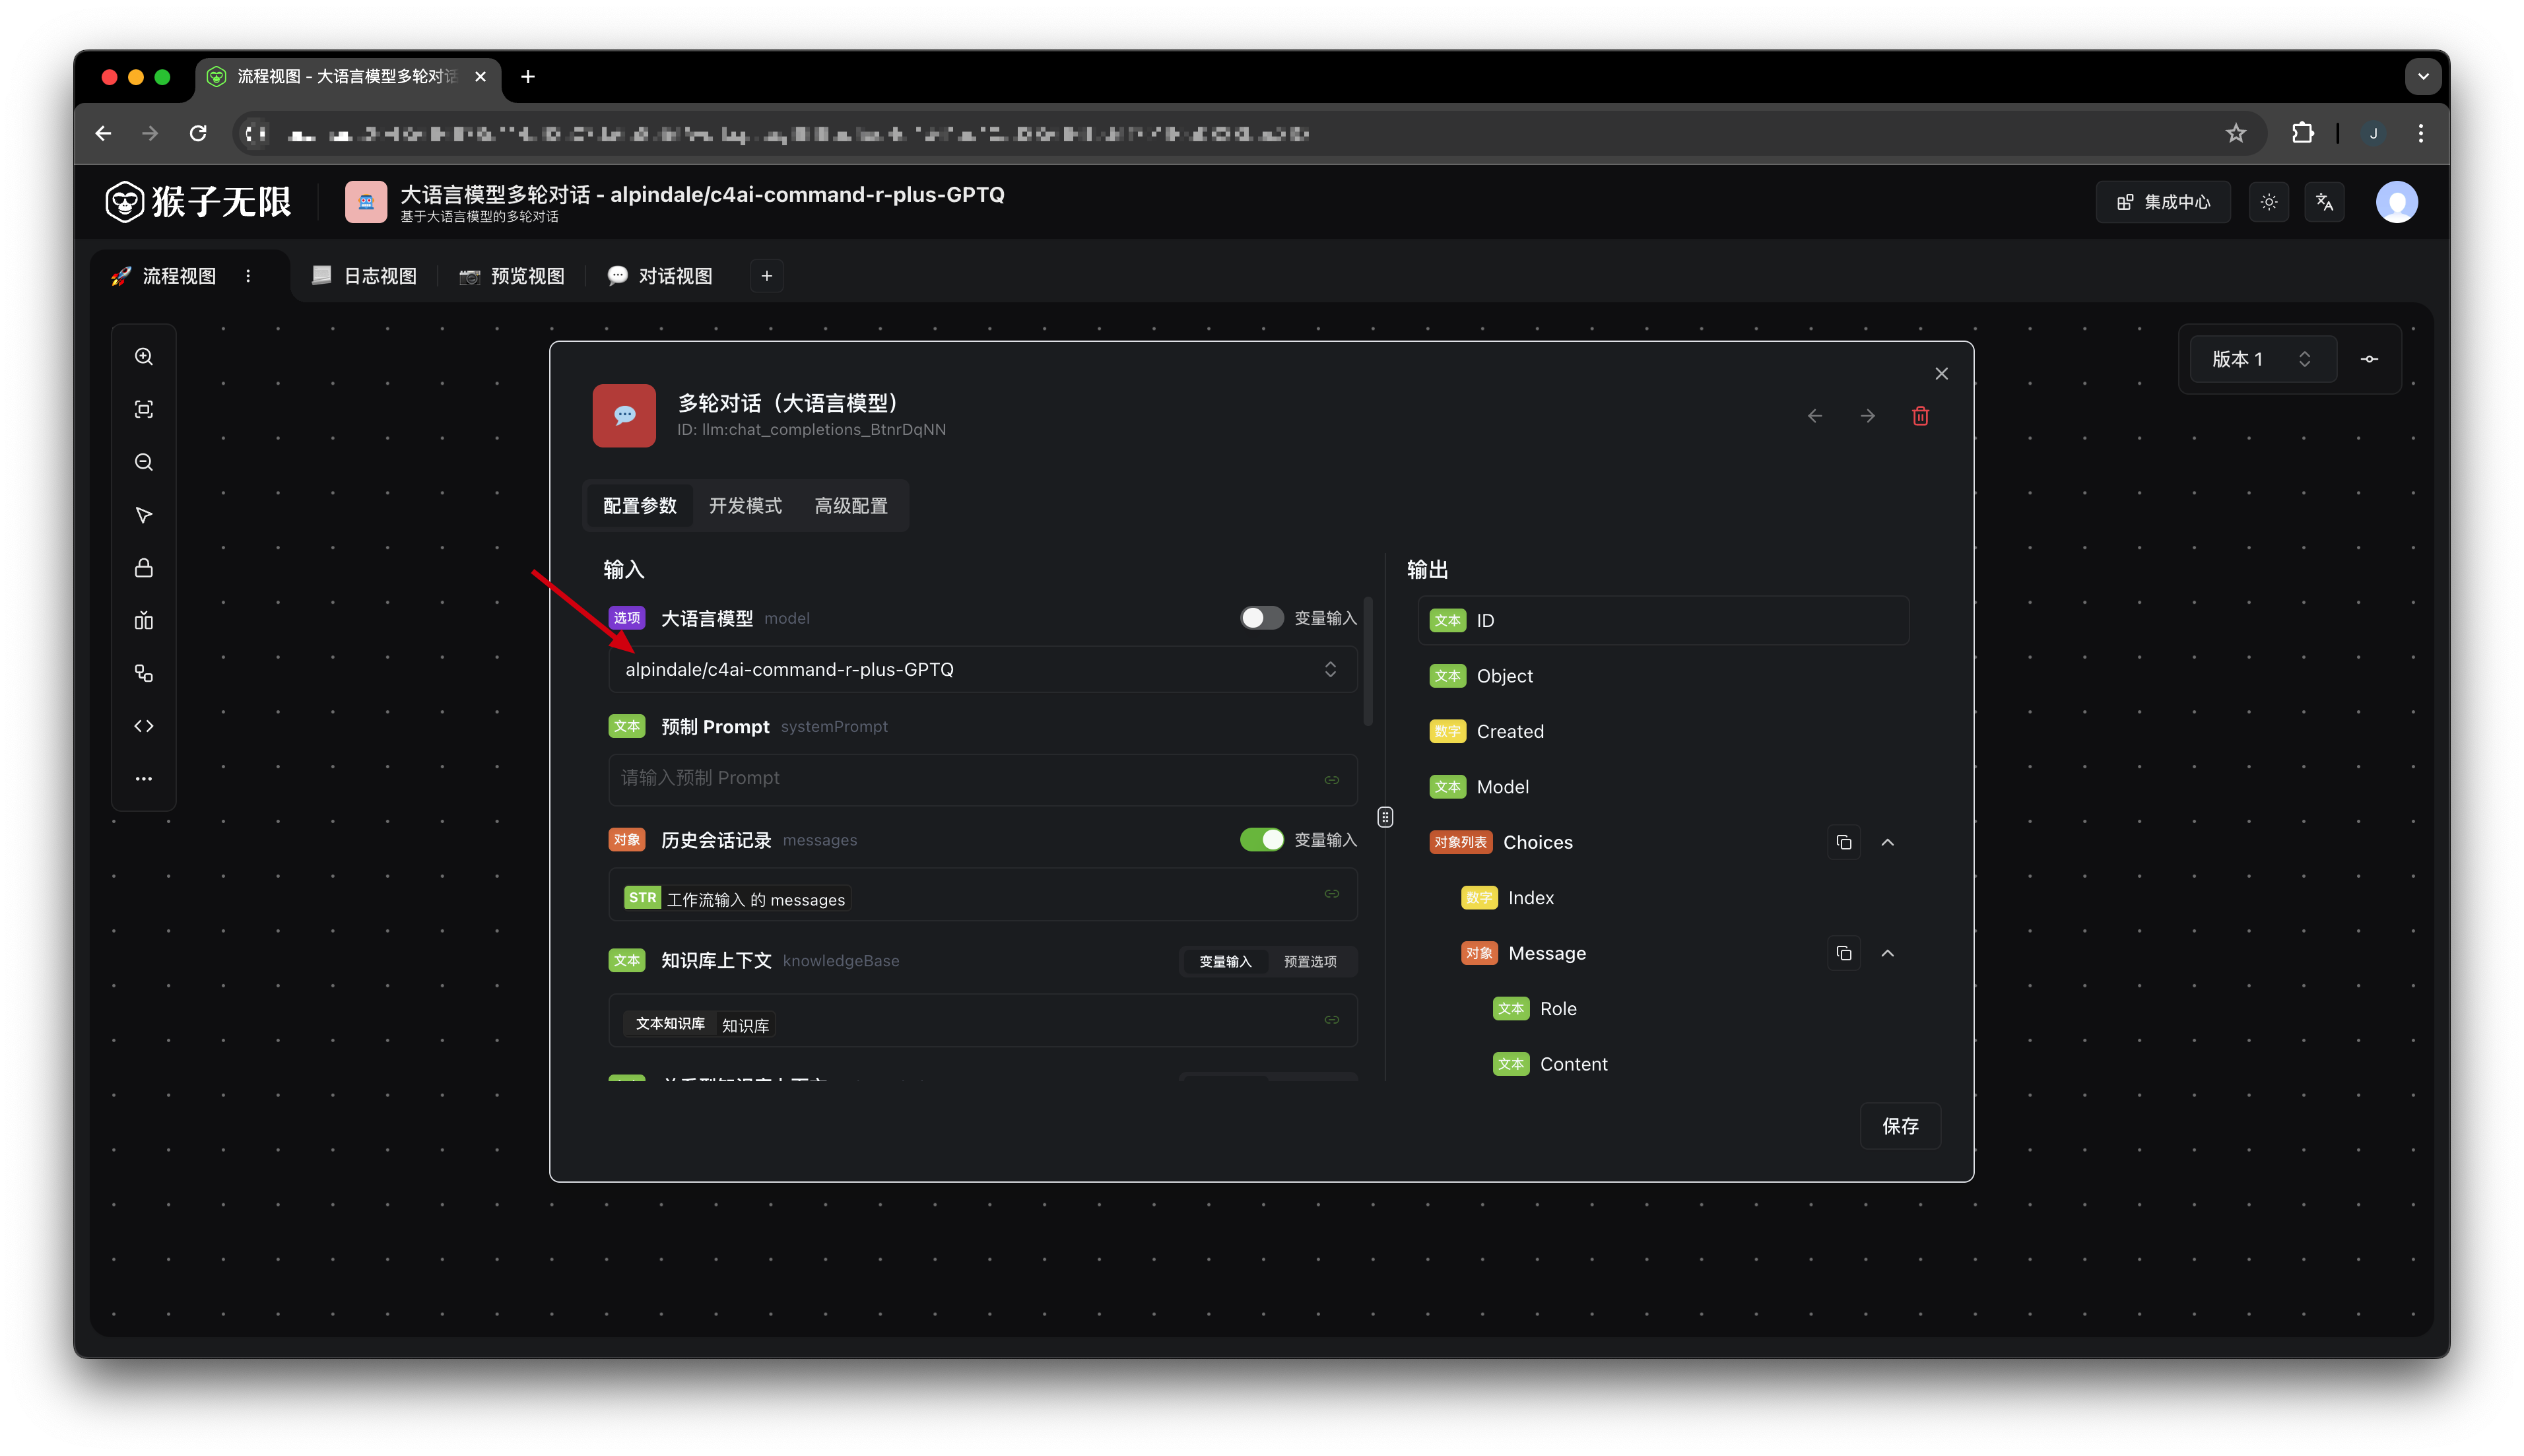 流程视图 - 大语言模型多轮对话
J
猴子无限
大语言模型多轮对话 - alpindale/c4ai-command-r-plus-GPTQ
基于大语言模型的多轮对话
集成中心
流程视图
日志视图
预览视图
对话视图
版本 1
多轮对话（大语言模型）
ID: llm:chat_completions_BtnrDqNN
配置参数 开发模式 高级配置
输入
选项 大语言模型 model 变量输入
alpindale/c4ai-command-r-plus-GPTQ
文本 预制 Prompt systemPrompt
请输入预制 Prompt
对象 历史会话记录 messages 变量输入
STR 工作流输入 的 messages
文本 知识库上下文 knowledgeBase 变量输入 预置选项
文本知识库 知识库
输出
文本 ID
文本 Object
数字 Created
文本 Model
对象列表 Choices
数字 Index
对象 Message
文本 Role
文本 Content
保存